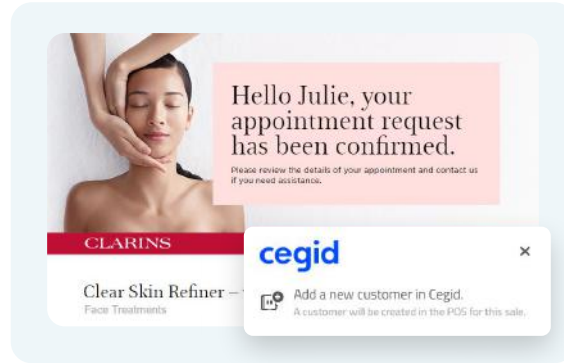 Hello Julie, your
appointment request
has been confirmed.
Please review the details of your appointment and contact us
if you need assistance.
CLARINS
cegid
Clear Skin Refiner –
Face Treatments
Add a new customer in Cegid.
A customer will be created in the POS for this sale.